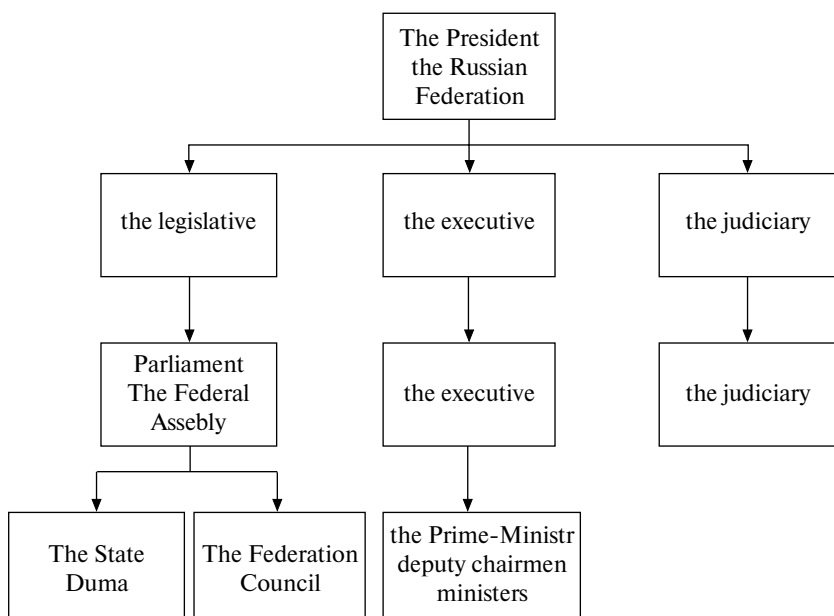 The President
the Russian
Federation
the legislative
the executive
the judiciary
Parliament
The Federal
Assebly
the executive
the judiciary
The State
Duma
The Federation
Council
the Prime-Ministr
deputy chairmen
ministers